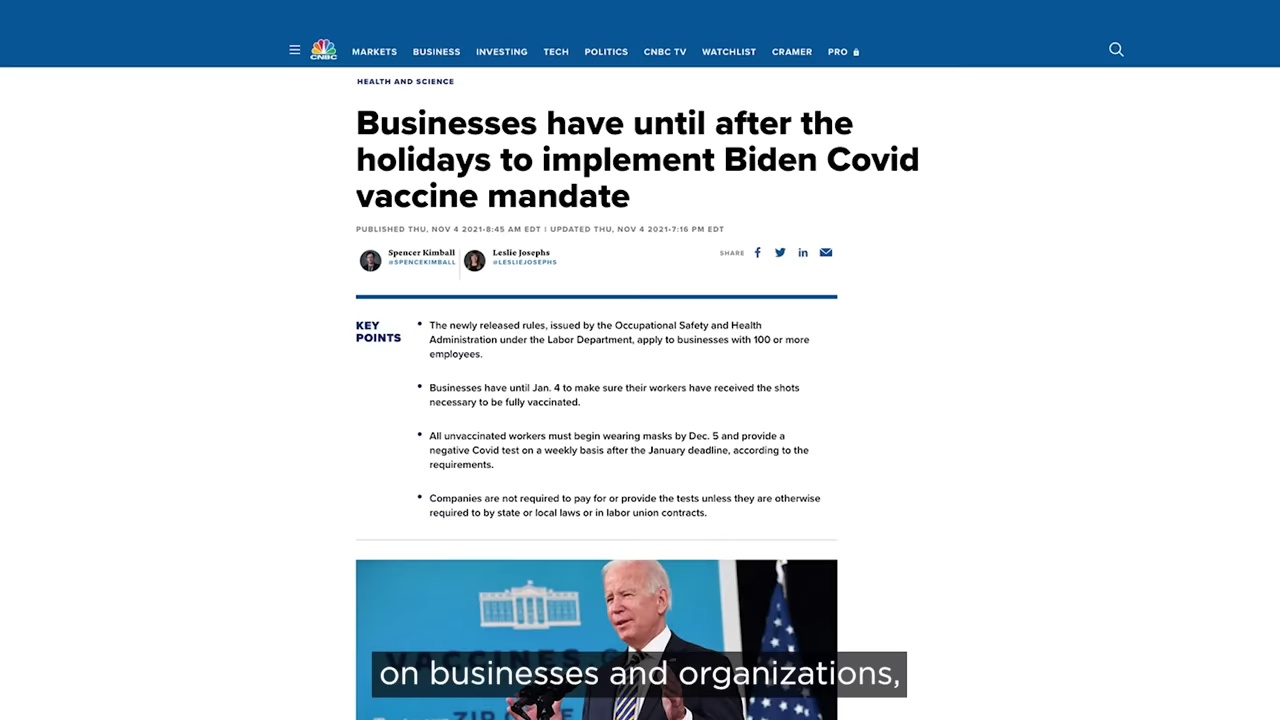 CNBC
MARKETS BUSINESS INVESTING TECH POLITICS CNBC TV WATCHLIST CRAMER PRO
HEALTH AND SCIENCE
Businesses have until after the
holidays to implement Biden Covid
vaccine mandate
PUBLISHED THU, NOV 4 2021-8:45 AM EDT | UPDATED THU, NOV 4 2021-7:16 PM EDT
Spencer Kimball
@SPENCEKIMBALL
Leslie Josephs
@LESLIEJOSEPHS
SHARE
KEY
POINTS
• The newly released rules, issued by the Occupational Safety and Health
Administration under the Labor Department, apply to businesses with 100 or more
employees.
• Businesses have until Jan. 4 to make sure their workers have received the shots
necessary to be fully vaccinated.
• All unvaccinated workers must begin wearing masks by Dec. 5 and provide a
negative Covid test on a weekly basis after the January deadline, according to the
requirements.
• Companies are not required to pay for or provide the tests unless they are otherwise
required to by state or local laws or in labor union contracts.
on businesses and organizations,